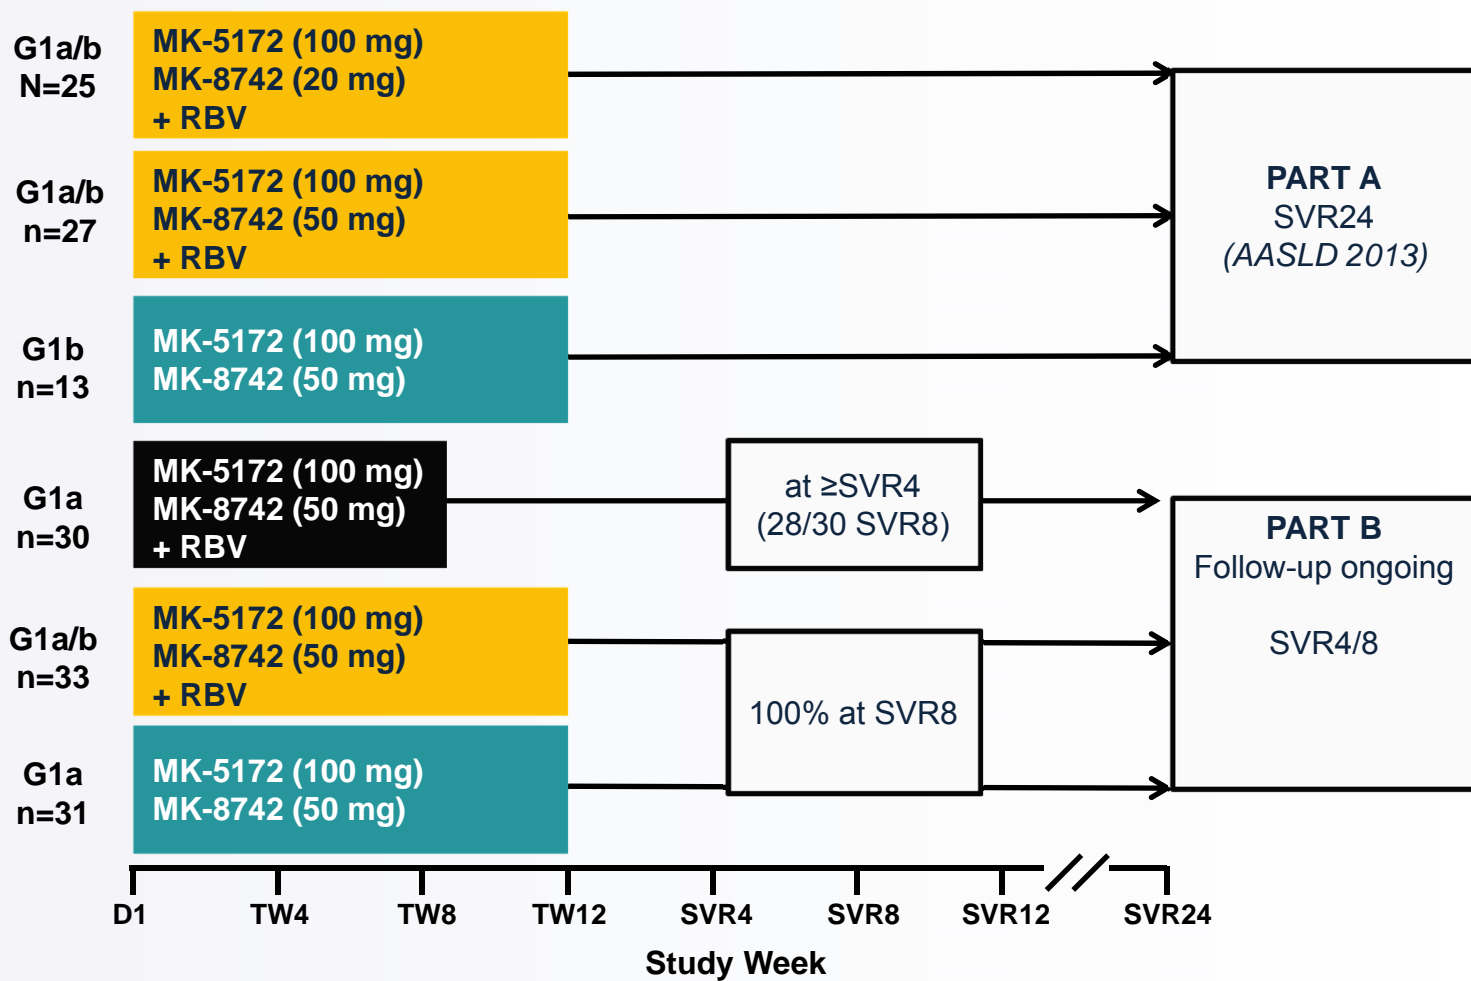 G1a/b
N=25
MK-5172 (100 mg)
MK-8742 (20 mg)
+ RBV
G1a/b
n=27
MK-5172 (100 mg)
MK-8742 (50 mg)
+ RBV
PART A
SVR24
(AASLD 2013)
G1b
n=13
MK-5172 (100 mg)
MK-8742 (50 mg)
G1a
n=30
MK-5172 (100 mg)
MK-8742 (50 mg)
+ RBV
at ≥SVR4
(28/30 SVR8)
PART B
Follow-up ongoing
SVR4/8
G1a/b
n=33
MK-5172 (100 mg)
MK-8742 (50 mg)
+ RBV
100% at SVR8
G1a
n=31
MK-5172 (100 mg)
MK-8742 (50 mg)
D1 TW4 TW8 TW12 SVR4 SVR8 SVR12 SVR24
Study Week